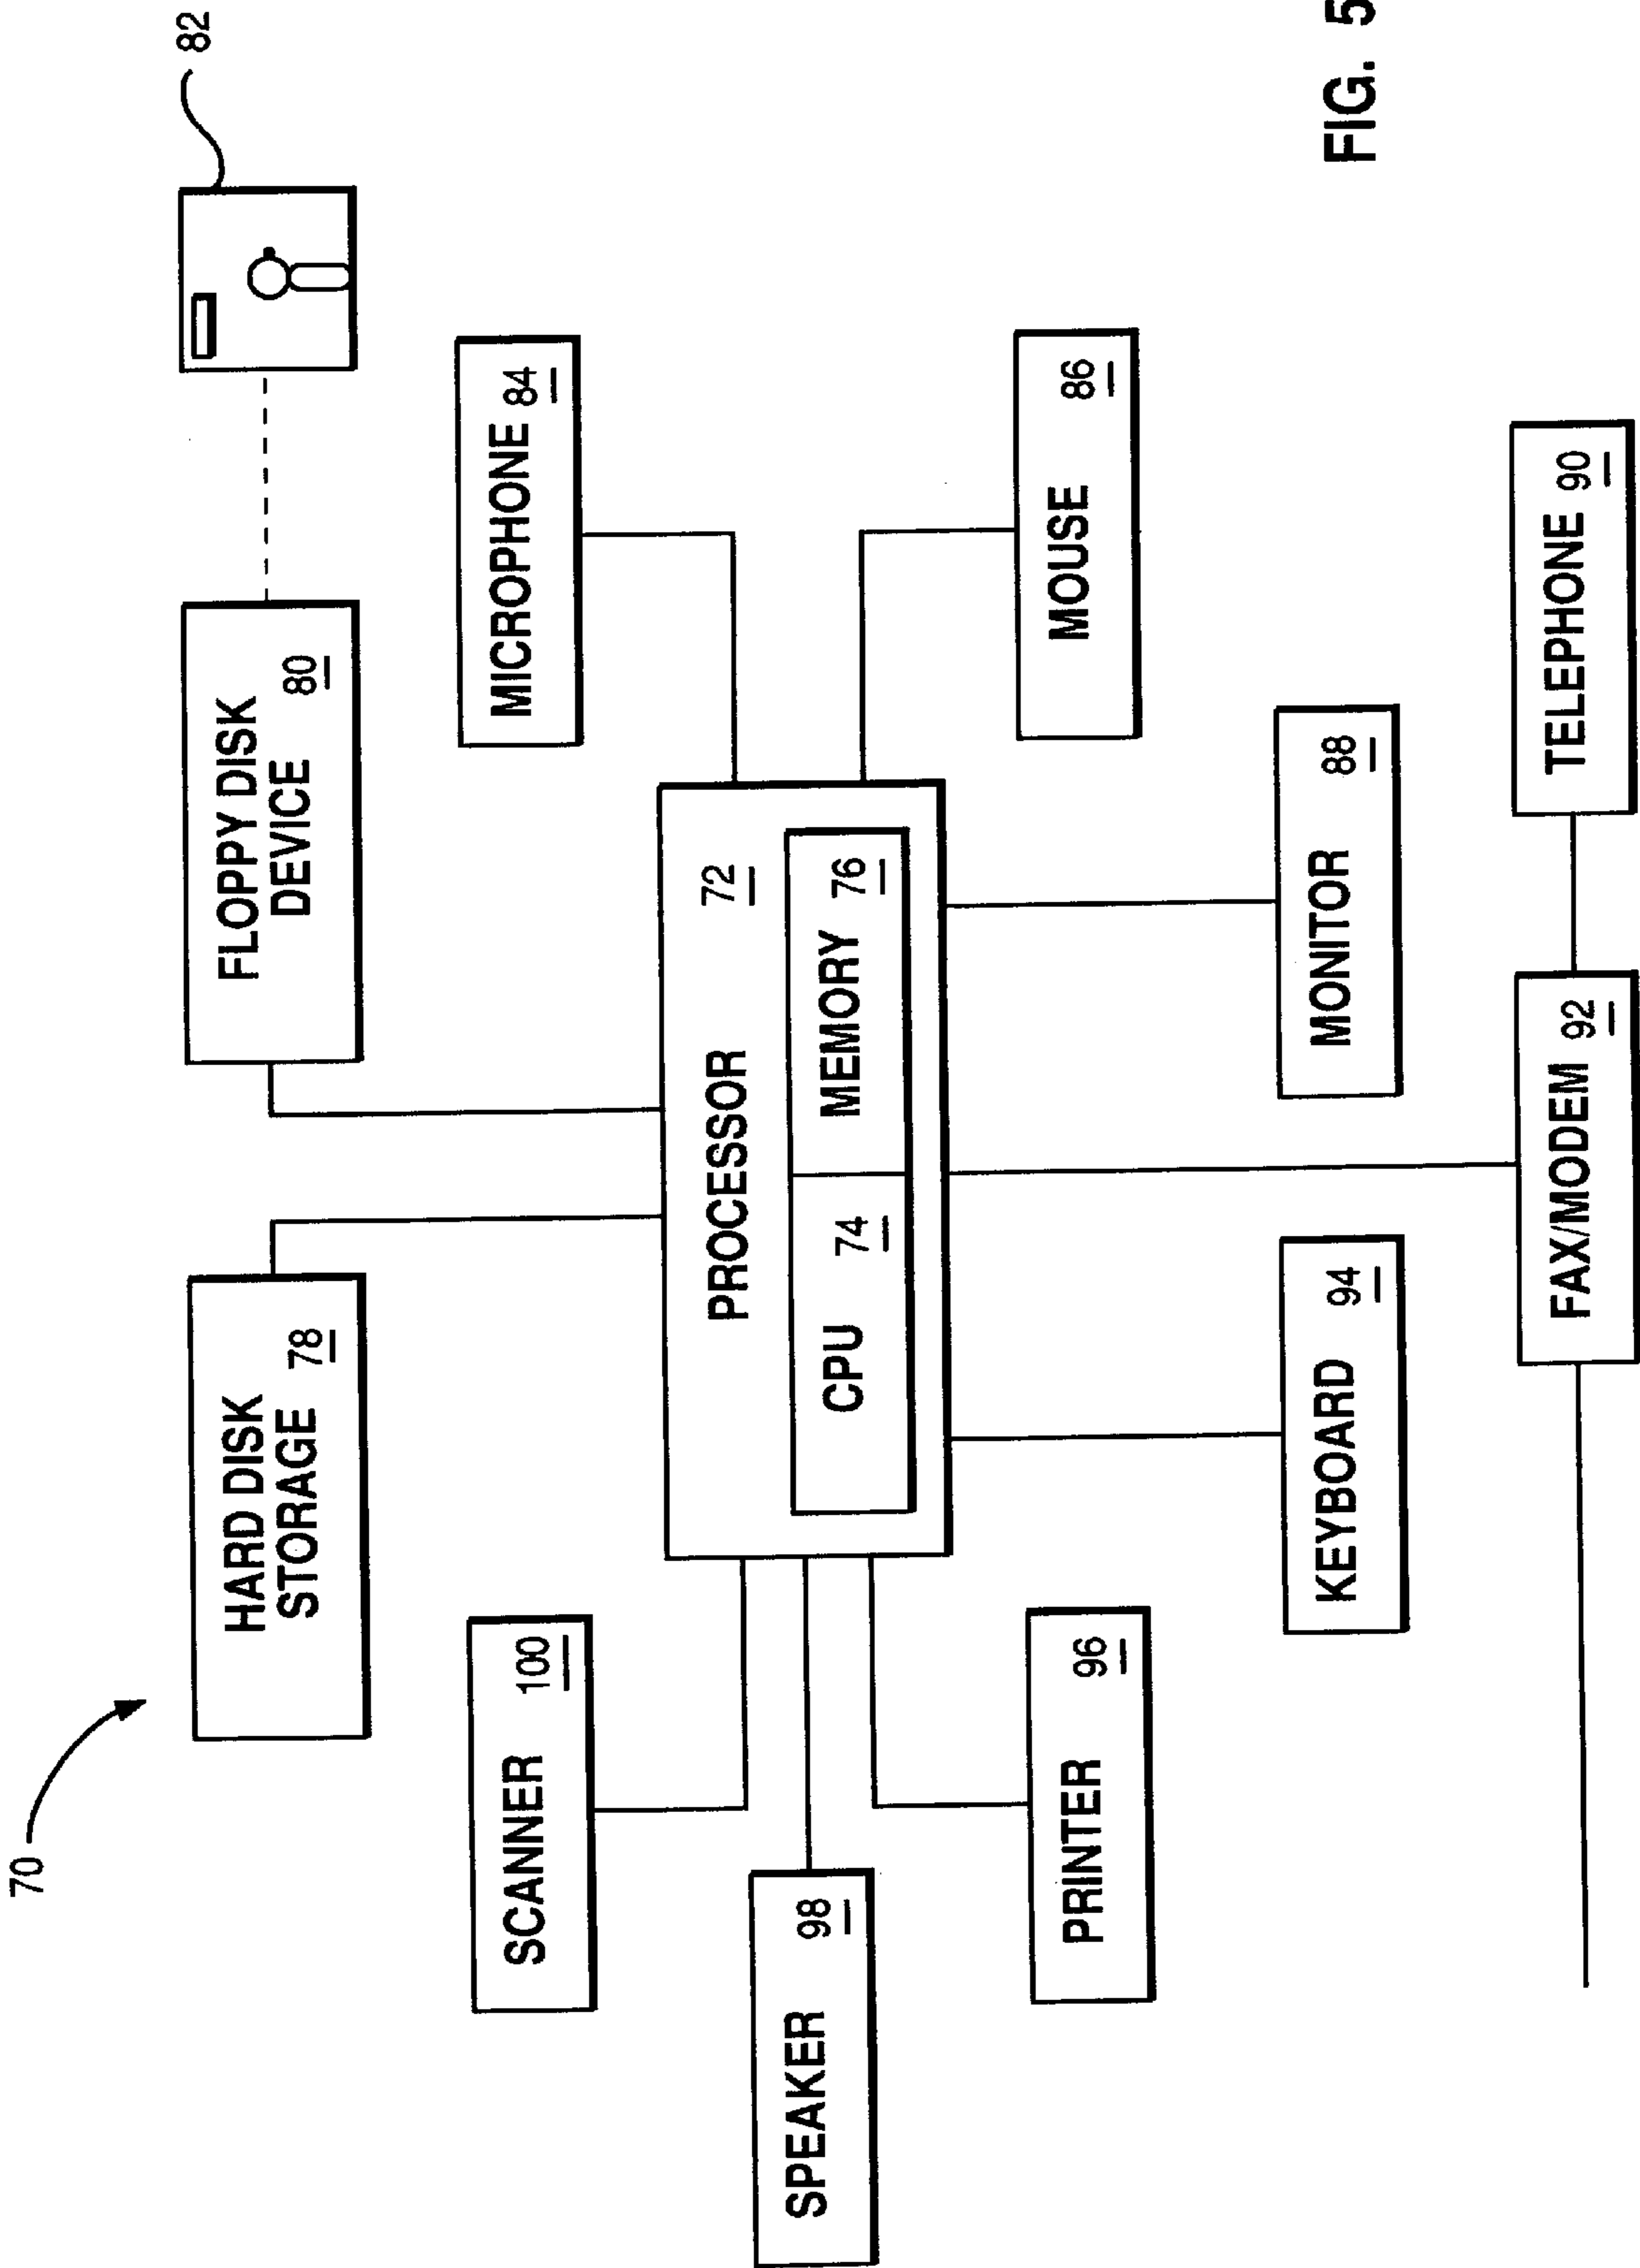 70
82
HARD DISK
STORAGE 78
FLOPPY DISK
DEVICE
80
SCANNER 100
MICROPHONE 84
PROCESSOR 72
SPEAKER 98
CPU 74
MEMORY 76
PRINTER 96
MOUSE 86
KEYBOARD 94
MONITOR 88
FAX/MODEM 92
TELEPHONE 90
FIG. 5